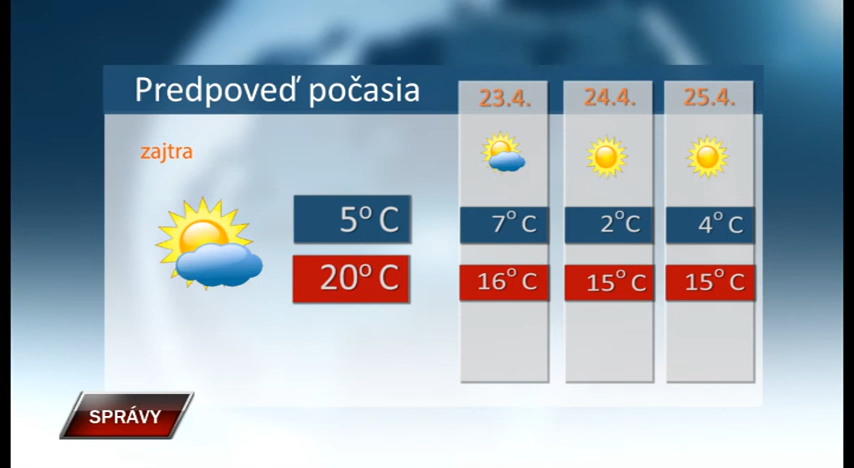 Predpoveď počasia
zajtra
5° C
20° C
23.4.
7° C
16° C
24.4.
2°C
15° C
25.4.
4° C
15° C
SPRÁVY